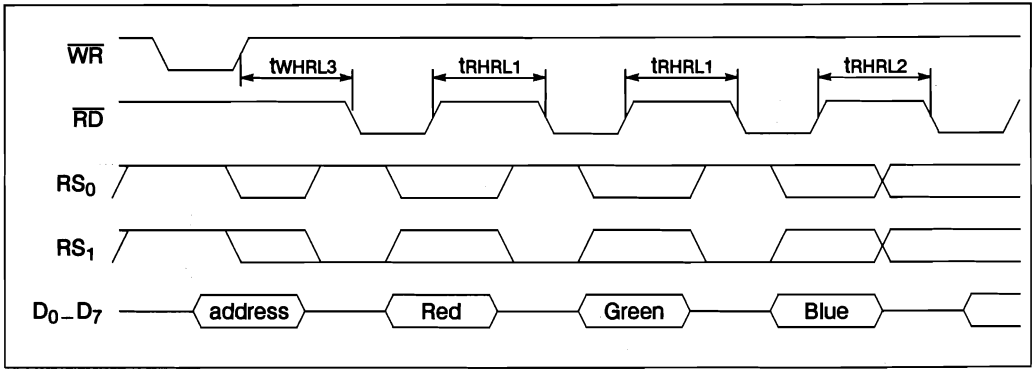 WR
tWHRL3 tRHRL1 tRHRL1 tRHRL2
RD
RS0
RS1
D0–D7 address Red Green Blue